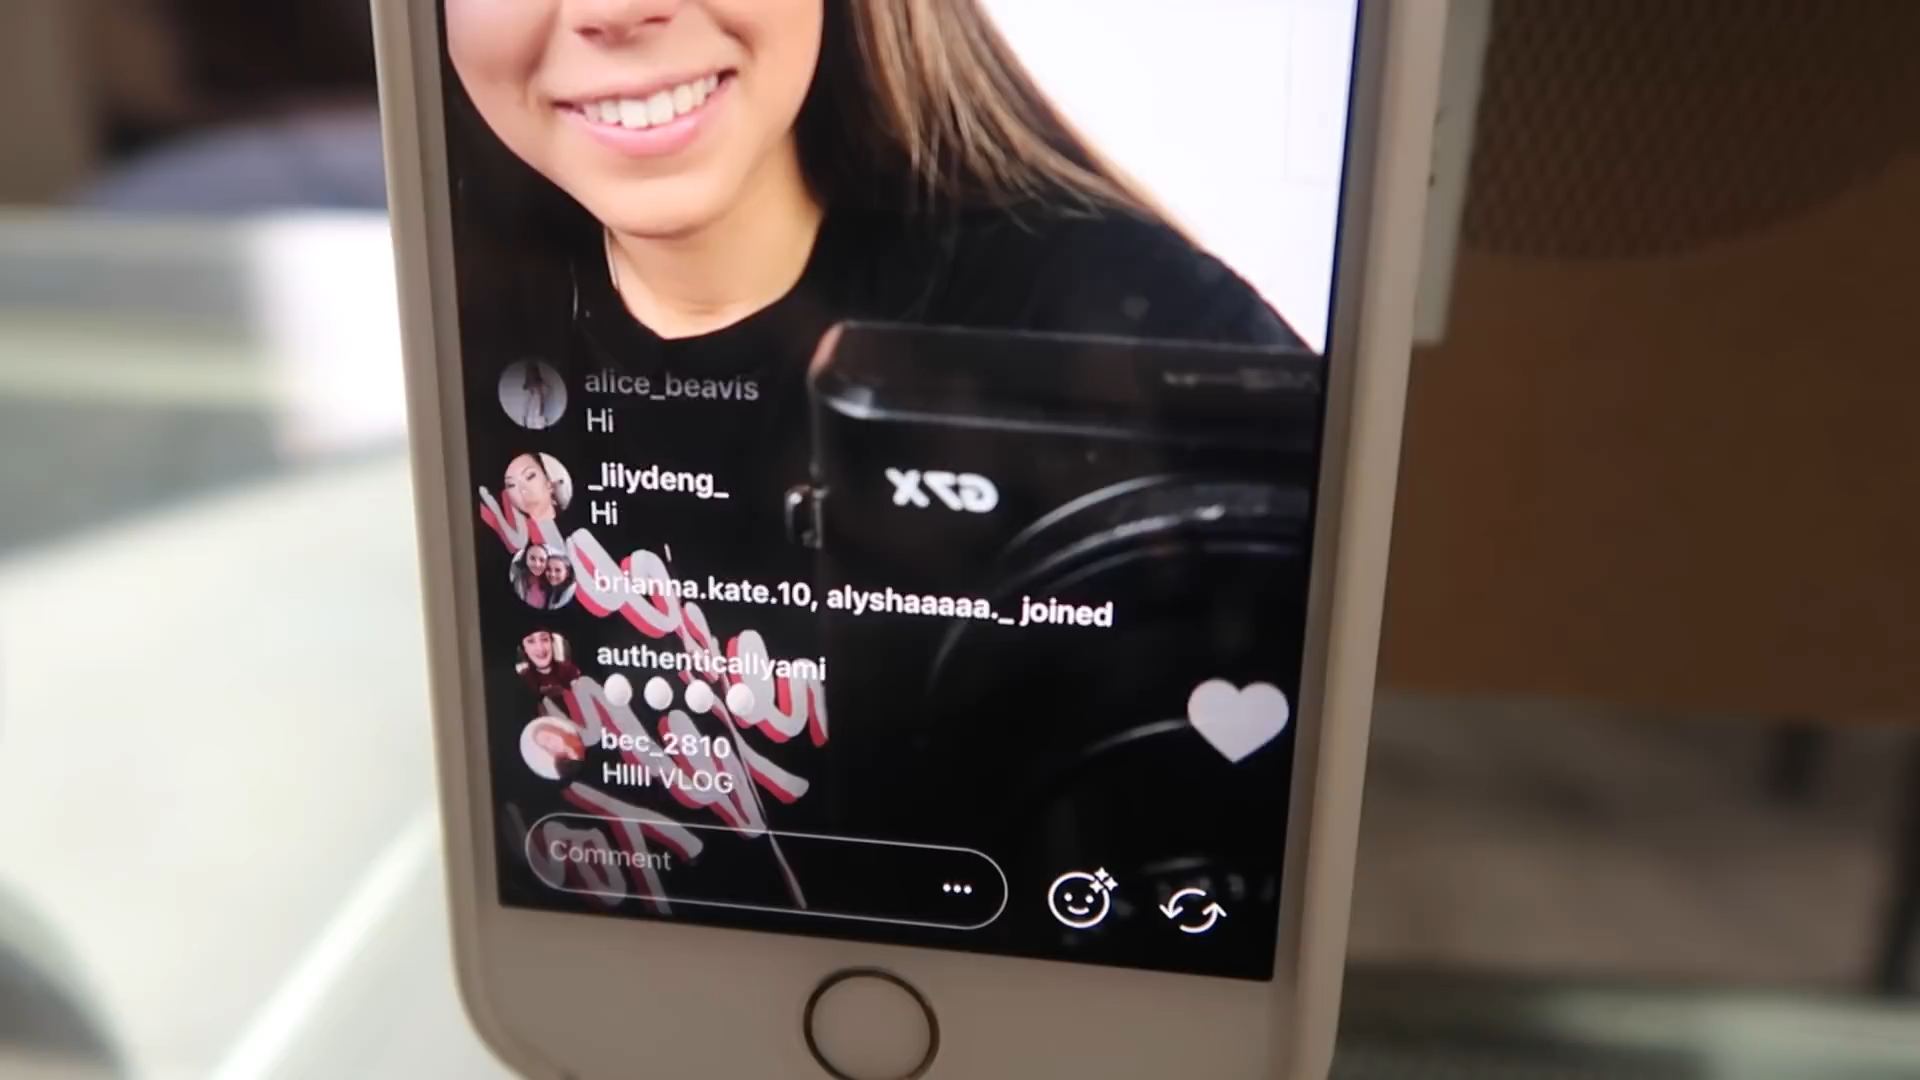 alice_beavis
Hi
_lilydeng_
Hi
G7X
brianna.kate.10, alyshaaaaa._ joined
authenticallyami
bec_2810
HIIII VLOG
Comment